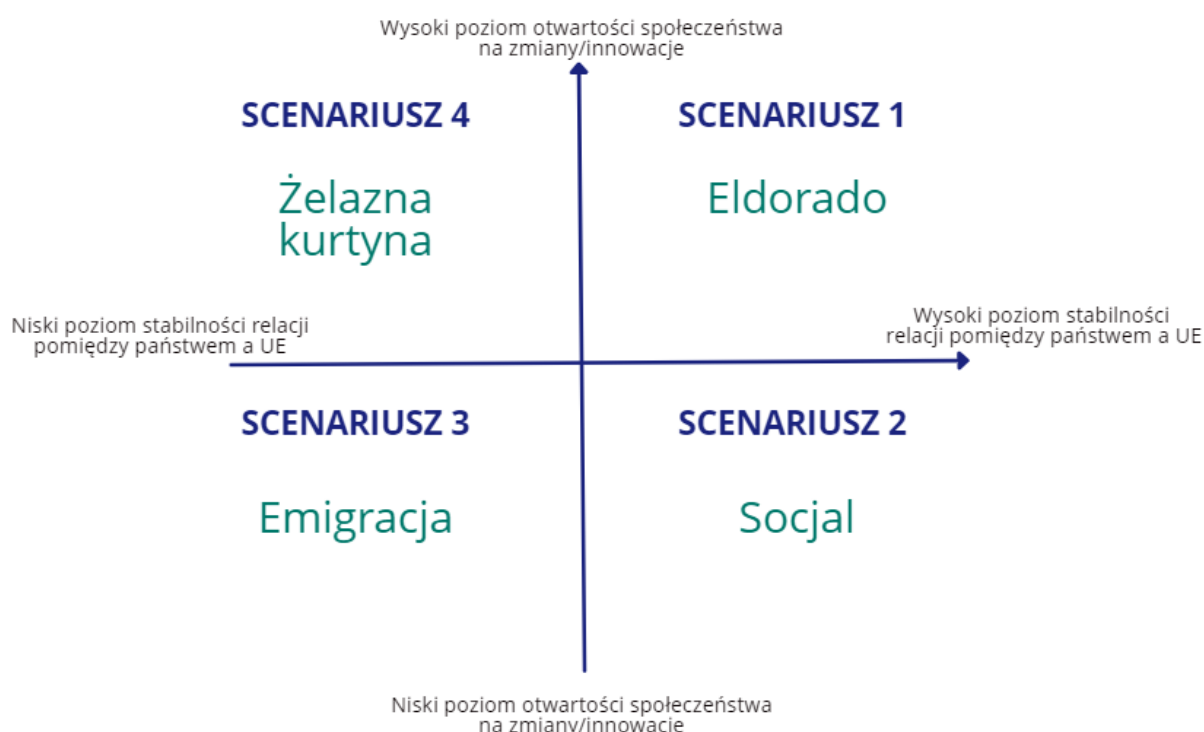 Wysoki poziom otwartości społeczeństwa
na zmiany/innowacje
SCENARIUSZ 4
SCENARIUSZ 1
Żelazna
kurtyna
Eldorado
Niski poziom stabilności relacji
pomiędzy państwem a UE
Wysoki poziom stabilności
relacji pomiędzy państwem a UE
SCENARIUSZ 3
SCENARIUSZ 2
Emigracja
Socjal
Niski poziom otwartości społeczeństwa
na zmiany/innowacje